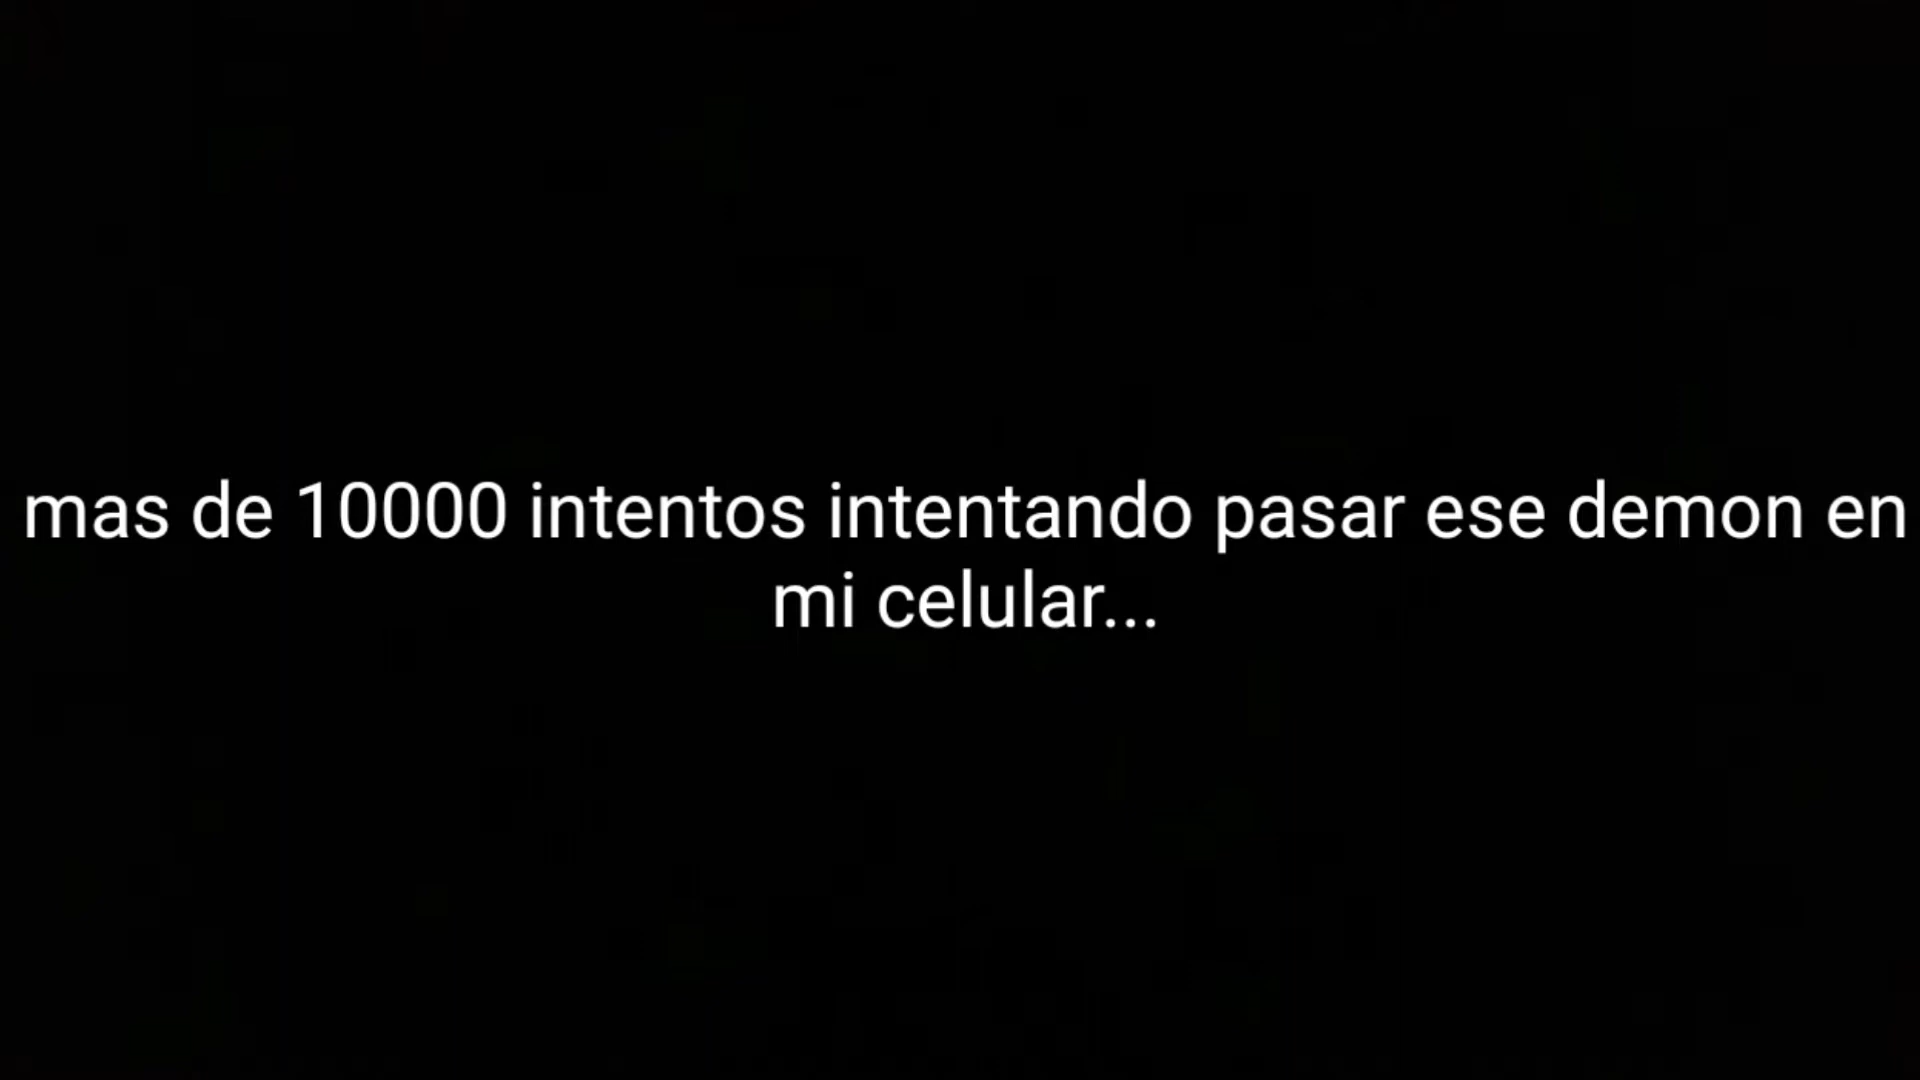 mas de 10000 intentos intentando pasar ese demon en
mi celular...